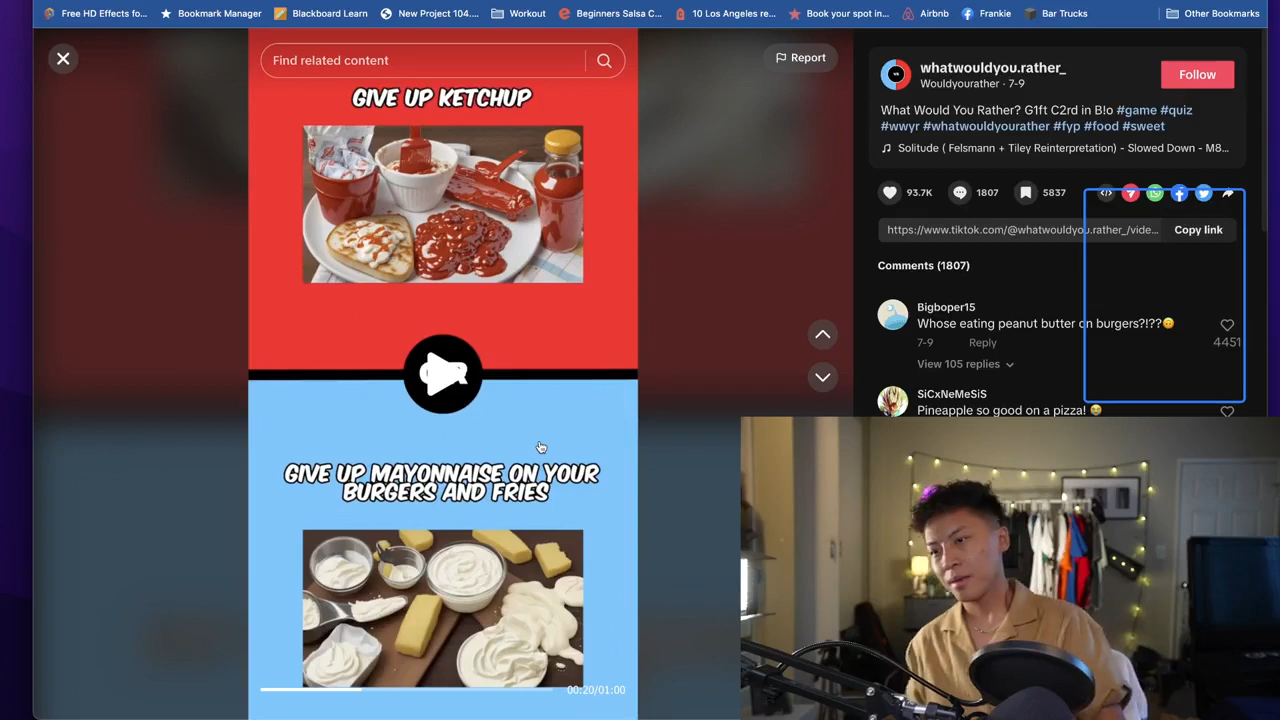 Free HD Effects fo...
Bookmark Manager
Blackboard Learn
New Project 104....
Workout
Beginners Salsa C...
10 Los Angeles re...
Book your spot in...
Airbnb
Frankie
Bar Trucks
Other Bookmarks
Find related content
Report
GIVE UP KETCHUP
GIVE UP MAYONNAISE ON YOUR
BURGERS AND FRIES
00:20/01:00
whatwouldyou.rather_
Wouldyourather · 7-9
Follow
What Would You Rather? G1ft C2rd in B!o #game #quiz
#wwyr #whatwouldyourather #fyp #food #sweet
Solitude ( Felsmann + Tiley Reinterpretation) - Slowed Down - M8...
93.7K
1807
5837
https://www.tiktok.com/@whatwouldyou.rather_/vide...
Copy link
Comments (1807)
Bigboper15
Whose eating peanut butter on burgers?!??🙃
7-9 Reply
4451
View 105 replies
SiCxNeMeSiS
Pineapple so good on a pizza!